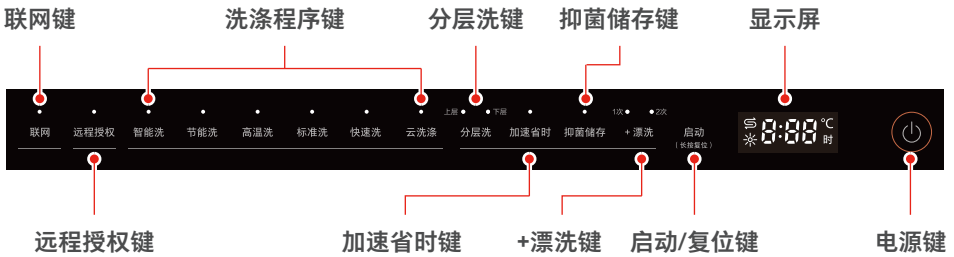 联网键 洗涤程序键 分层洗键 抑菌储存键 显示屏
上层 下层 1次 2次
联网 远程授权 智能洗 节能洗 高温洗 标准洗 快速洗 云洗涤 分层洗 加速省时 抑菌储存 +漂洗 启动
(长按复位)
8:88 ℃
时
远程授权键 加速省时键 +漂洗键 启动/复位键 电源键